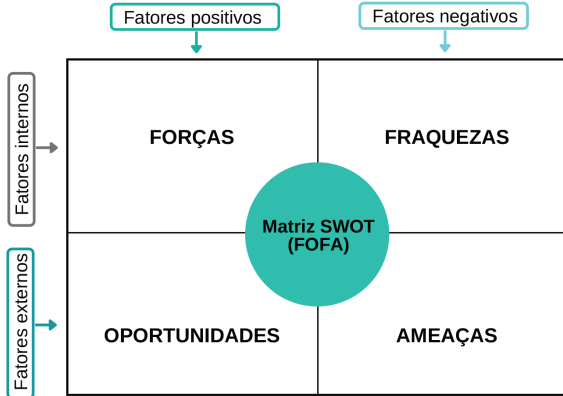 Fatores positivos
Fatores negativos
Fatores internos
FORÇAS
FRAQUEZAS
Matriz SWOT
(FOFA)
Fatores externos
OPORTUNIDADES
AMEAÇAS